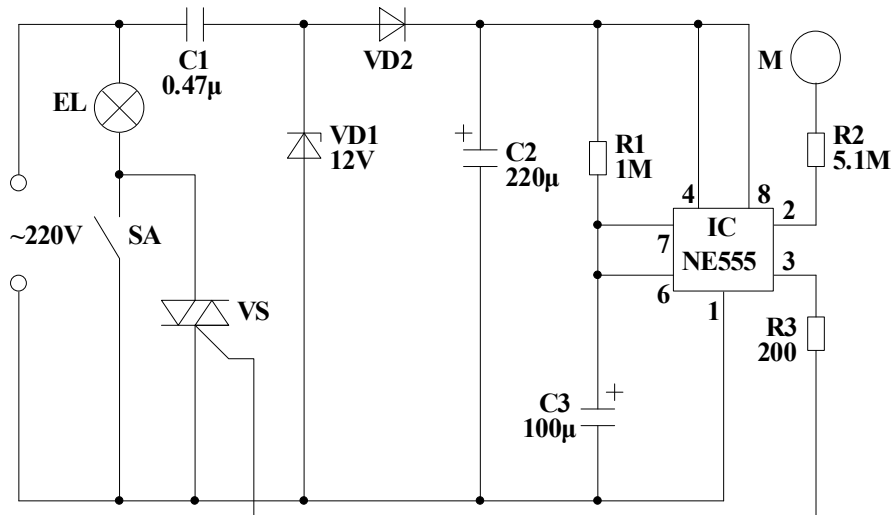 C1
0.47μ
VD2
M
EL
VD1
12V
+
C2
220μ
R1
1M
R2
5.1M
4
8
IC
2
~220V
SA
7
NE555
3
6
1
VS
R3
200
+
C3
100μ